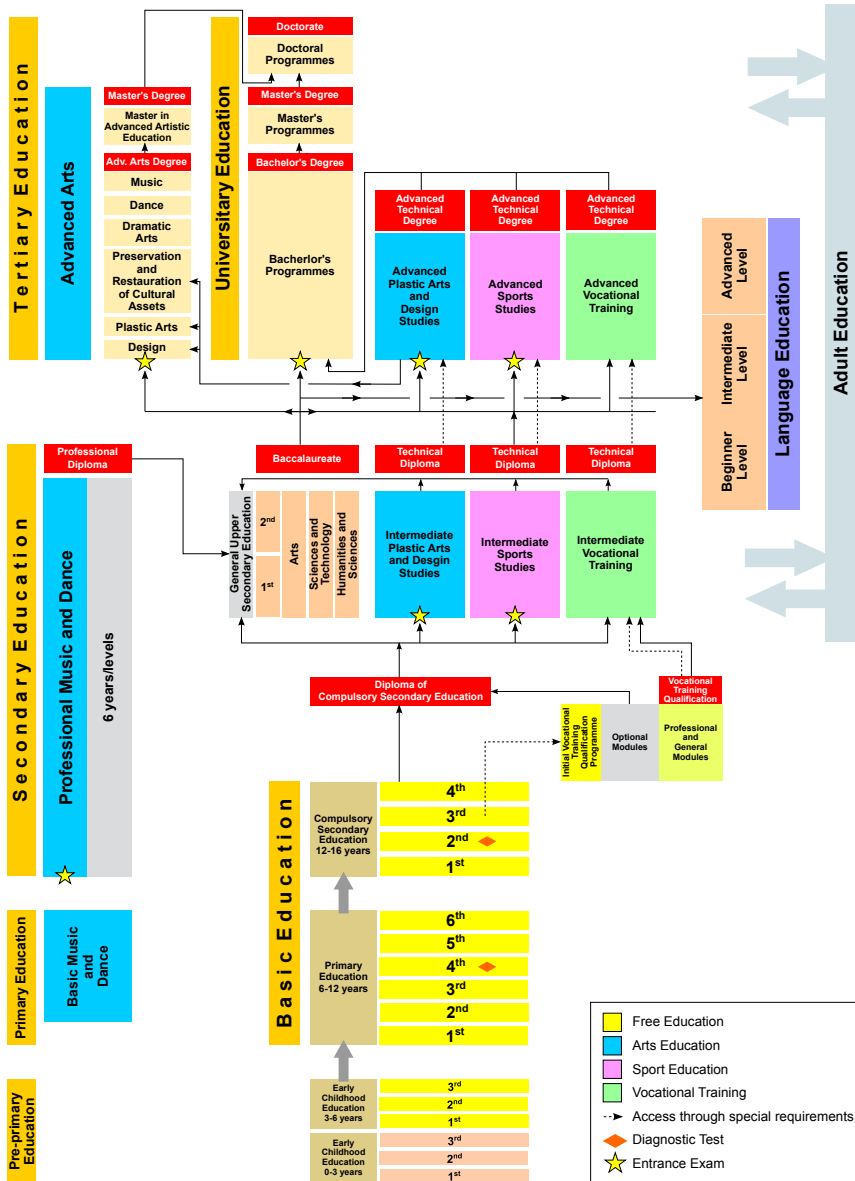 Tertiary Education
Advanced Arts
Master's Degree
Master in
Advanced Artistic
Education
Adv. Arts Degree
Music
Dance
Dramatic
Arts
Preservation
and
Restauration
of Cultural
Assets
Plastic Arts
Design
Universitary Education
Doctorate
Doctoral
Programmes
Master's Degree
Master's
Programmes
Bachelor's Degree
Bacherlor's
Programmes
Advanced
Technical
Degree
Advanced
Plastic Arts
and
Design
Studies
Advanced
Technical
Degree
Advanced
Sports
Studies
Advanced
Technical
Degree
Advanced
Vocational
Training
Advanced
Level
Intermediate
Level
Beginner
Level
Language Education
Adult Education
Secondary Education
Professional
Diploma
Professional Music and Dance
6 years/levels
Baccalaureate
General Upper
Secondary Education
2nd
1st
Arts
Sciences and
Technology
Humanities and
Sciences
Technical
Diploma
Intermediate
Plastic Arts
and Desgin
Studies
Technical
Diploma
Intermediate
Sports
Studies
Technical
Diploma
Intermediate
Vocational
Training
Diploma of
Compulsory Secondary Education
Vocational
Training
Qualification
Initial Vocational
Training
Qualification
Programme
Optional
Modules
Professional
and
General
Modules
Basic Education
Compulsory
Secondary
Education
12-16 years
4th
3rd
2nd
1st
Primary Education
Basic Music
and
Dance
Primary
Education
6-12 years
6th
5th
4th
3rd
2nd
1st
Pre-primary
Education
Early
Childhood
Education
3-6 years
3rd
2nd
1st
Early
Childhood
Education
0-3 years
3rd
2nd
1st
Free Education
Arts Education
Sport Education
Vocational Training
Access through special requirements
Diagnostic Test
Entrance Exam